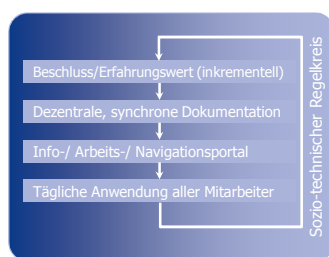 Beschluss/Erfahrungswert (inkrementell)
Dezentrale, synchrone Dokumentation
Info-/ Arbeits-/ Navigationsportal
Tägliche Anwendung aller Mitarbeiter
Sozio-technischer Regelkreis